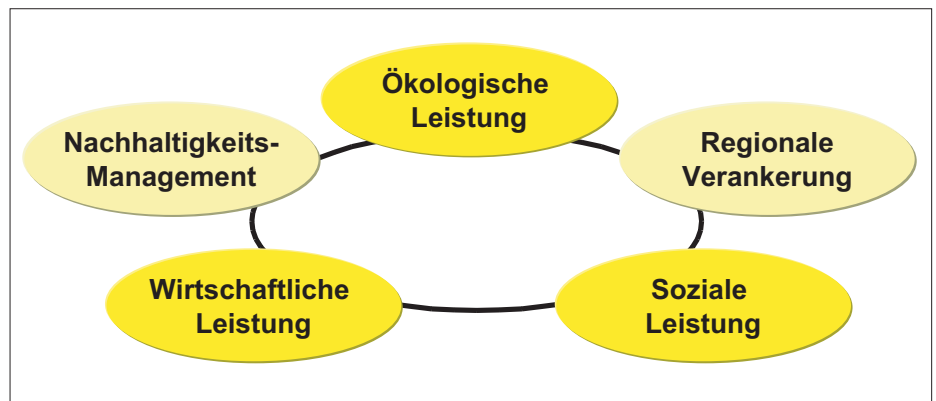 Ökologische
Leistung
Nachhaltigkeits-
Management
Regionale
Verankerung
Wirtschaftliche
Leistung
Soziale
Leistung